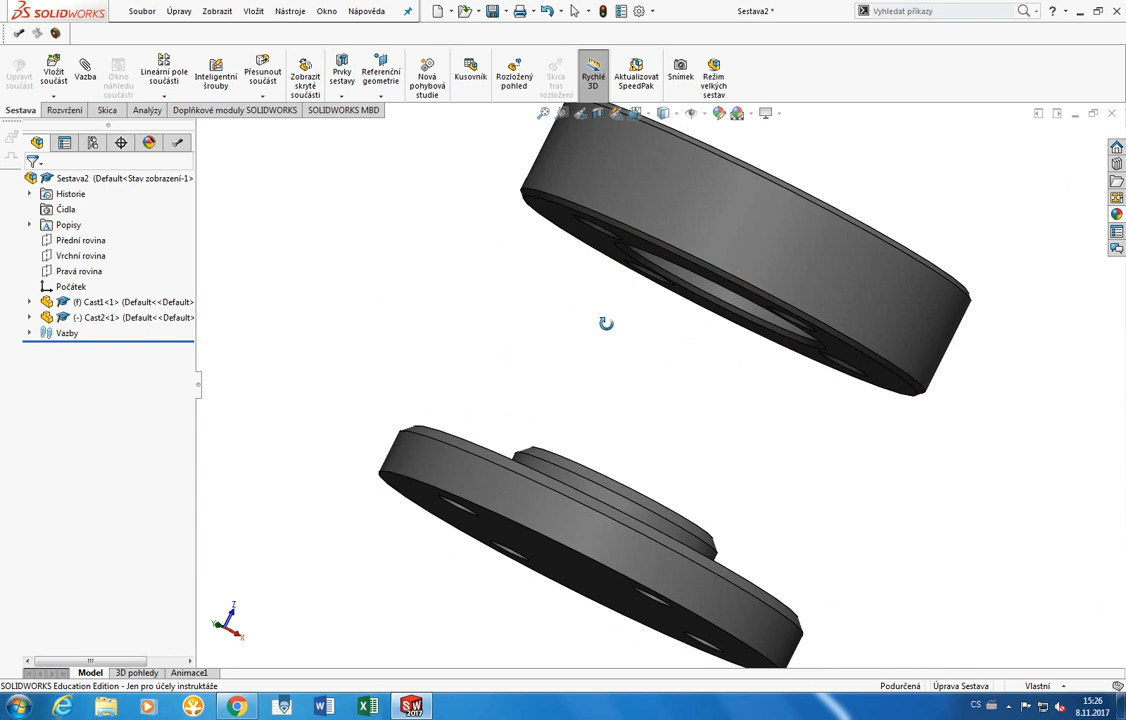 SOLIDWORKS Soubor Úpravy Zobrazit Vložit Nástroje Okno Nápověda Sestava2 * Vyhledat příkazy
Upravit součást
Vložit součást
Vazba
Okno náhledu součásti
Lineární pole součásti
Inteligentní šrouby
Přesunout součást
Zobrazit skryté součásti
Prvky sestavy
Referenční geometrie
Nová pohybová studie
Kusovník
Rozložený pohled
Skica tras rozložení
Rychlé 3D
Aktualizovat SpeedPak
Snímek
Režim velkých sestav
Sestava Rozvržení Skica Analýzy Doplňkové moduly SOLIDWORKS SOLIDWORKS MBD
Sestava2 (Default<Stav zobrazení-1>
Historie
Čidla
Popisy
Přední rovina
Vrchní rovina
Pravá rovina
Počátek
(f) Cast1<1> (Default<<Default>
(-) Cast2<1> (Default<<Default>
Vazby
Z
Y
X
Model 3D pohledy Animace1
SOLIDWORKS Education Edition - Jen pro účely instruktáže Podurčená Úprava Sestava Vlastní
CS 15:26
8.11.2017